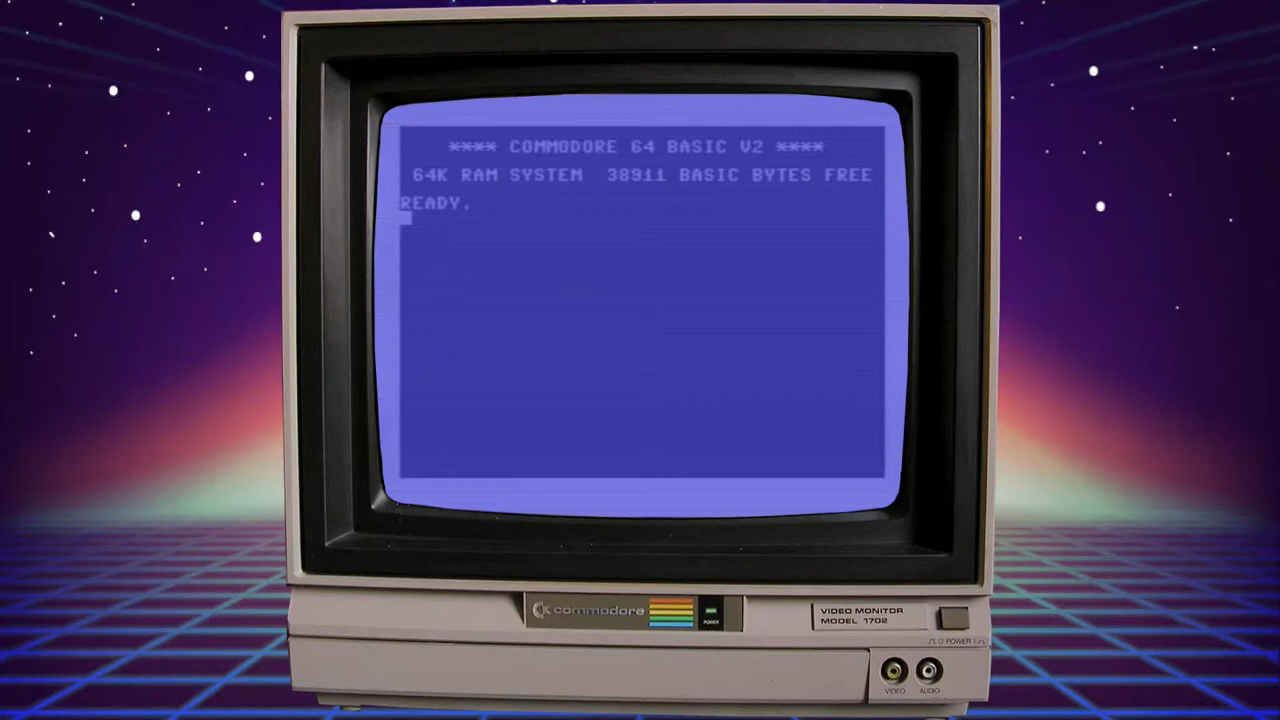 **** COMMODORE 64 BASIC V2 ****
64K RAM SYSTEM  38911 BASIC BYTES FREE
READY.
commodore
POWER
VIDEO MONITOR
MODEL 1702
POWER
VIDEO
AUDIO